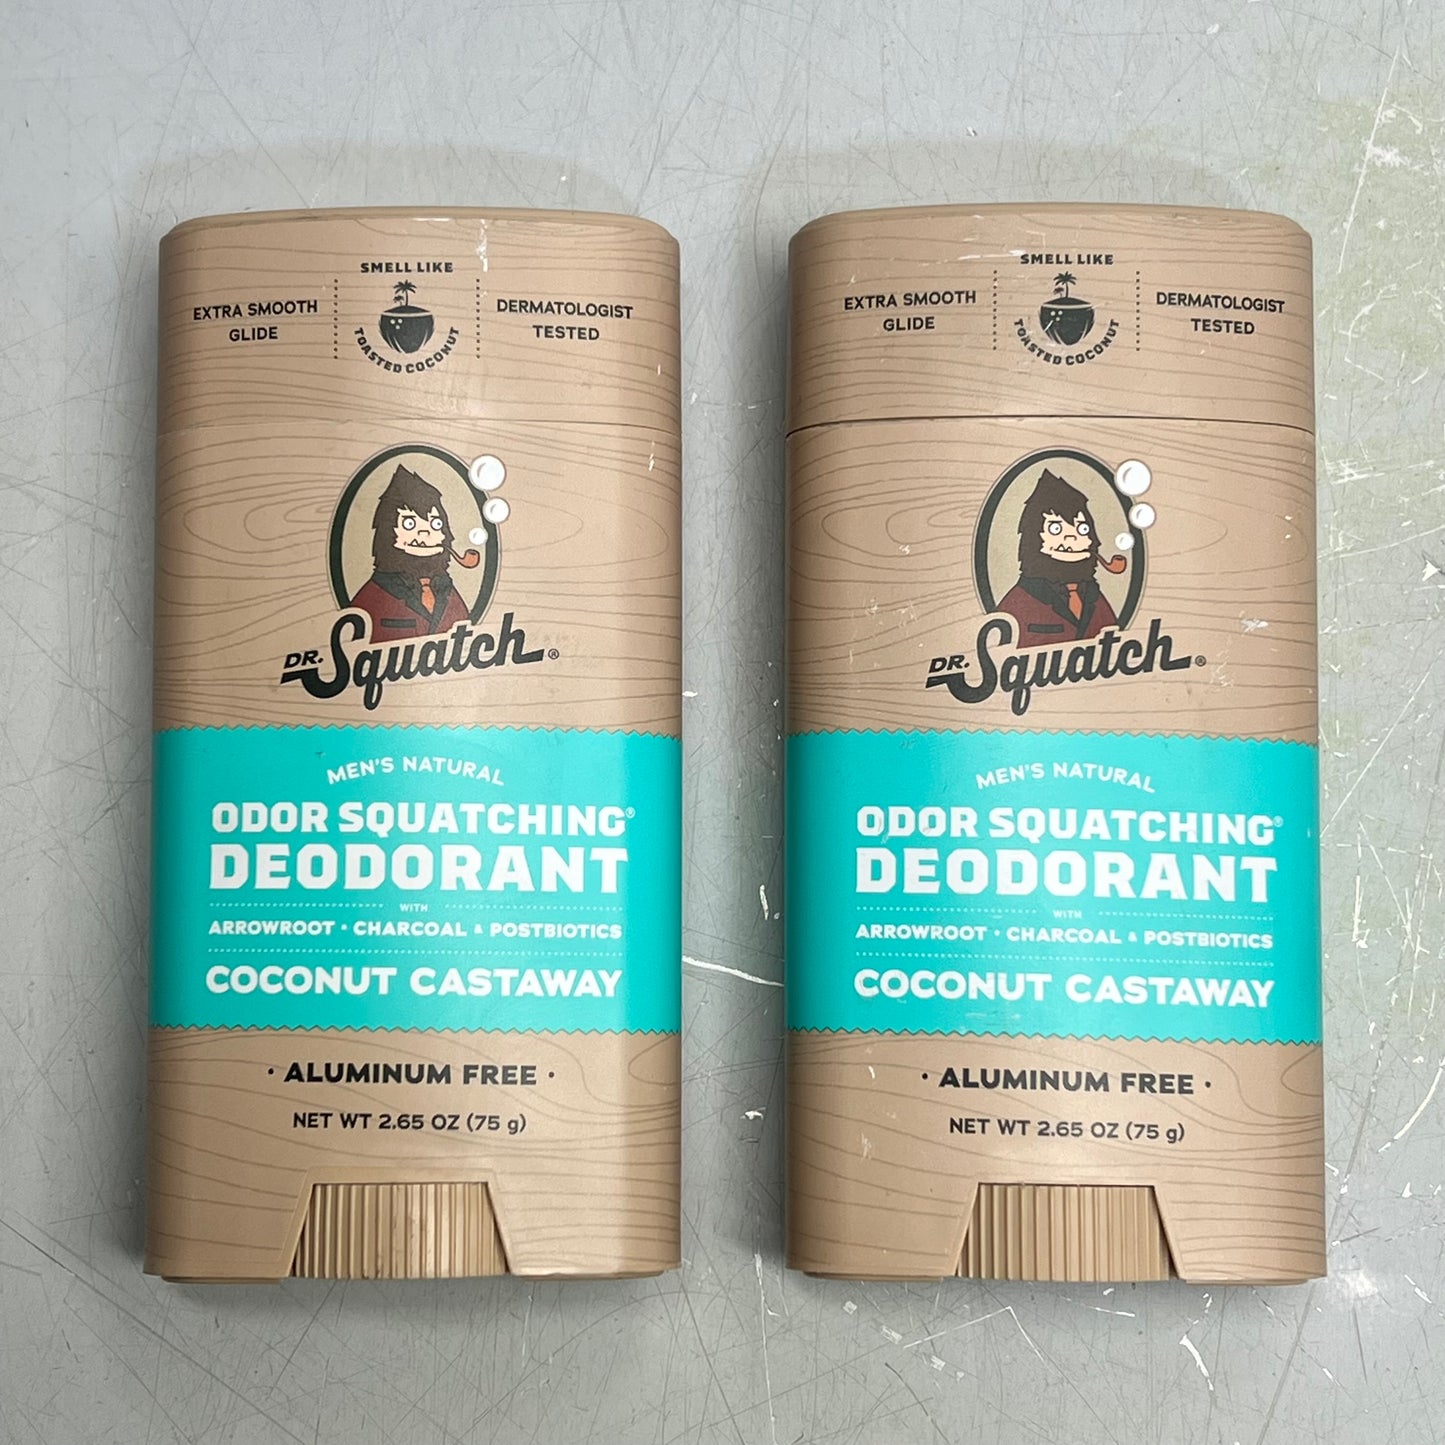 SMELL LIKE
EXTRA SMOOTH
GLIDE
TOASTED COCONUT
DERMATOLOGIST
TESTED
DR. Squatch®
MEN'S NATURAL
ODOR SQUATCHING®
DEODORANT
WITH
ARROWROOT • CHARCOAL & POSTBIOTICS
COCONUT CASTAWAY
• ALUMINUM FREE •
NET WT 2.65 OZ (75 g)
SMELL LIKE
EXTRA SMOOTH
GLIDE
TOASTED COCONUT
DERMATOLOGIST
TESTED
DR. Squatch®
MEN'S NATURAL
ODOR SQUATCHING®
DEODORANT
WITH
ARROWROOT • CHARCOAL & POSTBIOTICS
COCONUT CASTAWAY
• ALUMINUM FREE •
NET WT 2.65 OZ (75 g)